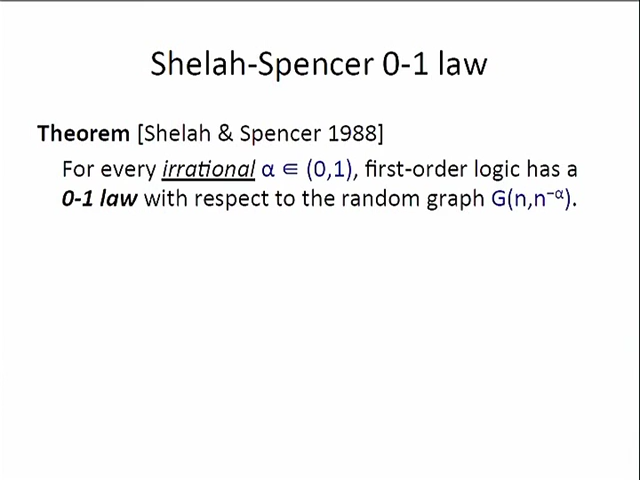 Shelah-Spencer 0-1 law
Theorem [Shelah & Spencer 1988]
For every irrational α ∈ (0,1), first-order logic has a
0-1 law with respect to the random graph G(n,n⁻ᵅ).